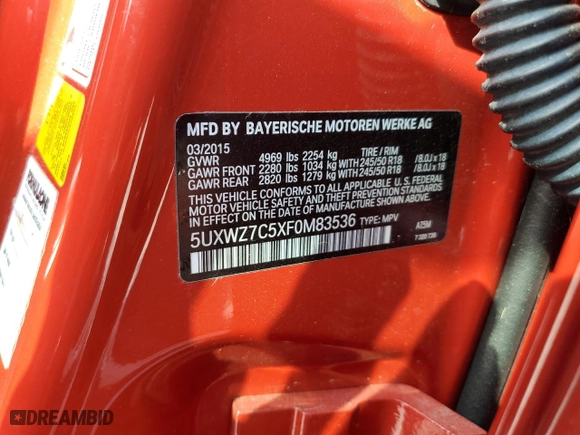 MFD BY BAYERISCHE MOTOREN WERKE AG
03/2015 TIRE / RIM
GVWR 4969 lbs 2254 kg
GAWR FRONT 2280 lbs 1034 kg WITH 245/50 R18 / 8.0J x 18
GAWR REAR 2820 lbs 1279 kg WITH 245/50 R18 / 8.0J x 18
THIS VEHICLE CONFORMS TO ALL APPLICABLE U.S. FEDERAL
MOTOR VEHICLE SAFETY AND THEFT PREVENTION STANDARDS
IN EFFECT ON THE DATE OF MANUFACTURE SHOWN ABOVE.
5UXWZ7C5XF0M83536 TYPE: MPV
DREAMBID